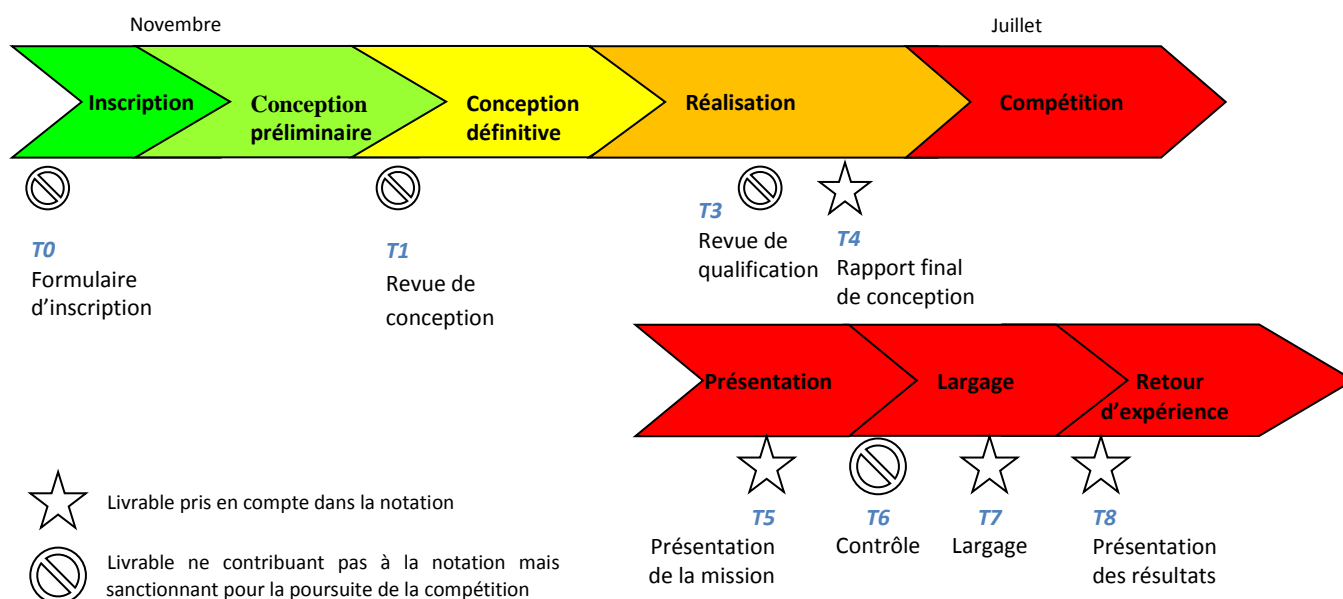 Novembre
Juillet
Inscription
Conception
préliminaire
Conception
définitive
Réalisation
Compétition
T0
Formulaire
d’inscription
T1
Revue de
conception
T3
Revue de
qualification
T4
Rapport final
de conception
Présentation
Largage
Retour
d’expérience
T5
Présentation
de la mission
T6
Contrôle
T7
Largage
T8
Présentation
des résultats
Livrable pris en compte dans la notation
Livrable ne contribuant pas à la notation mais
sanctionnant pour la poursuite de la compétition